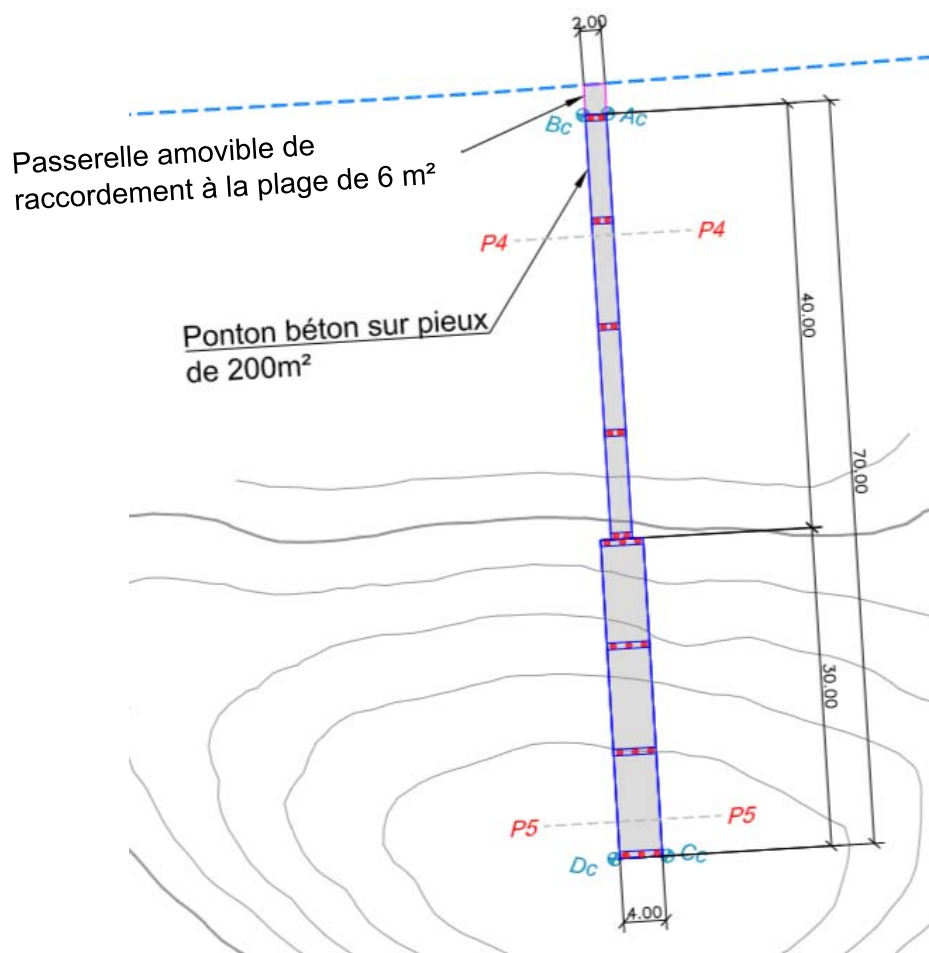 2.00
Passerelle amovible de
raccordement à la plage de 6 m²
Bc
Ac
P4
P4
40.00
Ponton béton sur pieux
de 200m²
70.00
30.00
P5
P5
Dc
Cc
4.00